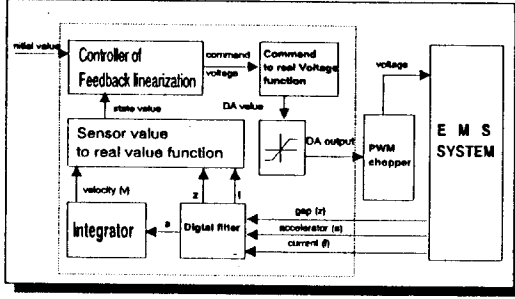 initial value
Controller of
Feedback linearization
command
voltage
Command
to real Voltage
function
voltage
E M S
SYSTEM
state value
DA value
Sensor value
to real value function
DA output
PWM
chopper
velocity (v)
z
i
gap (z)
Integrator
a
Digtal filter
accelerator (a)
current (i)